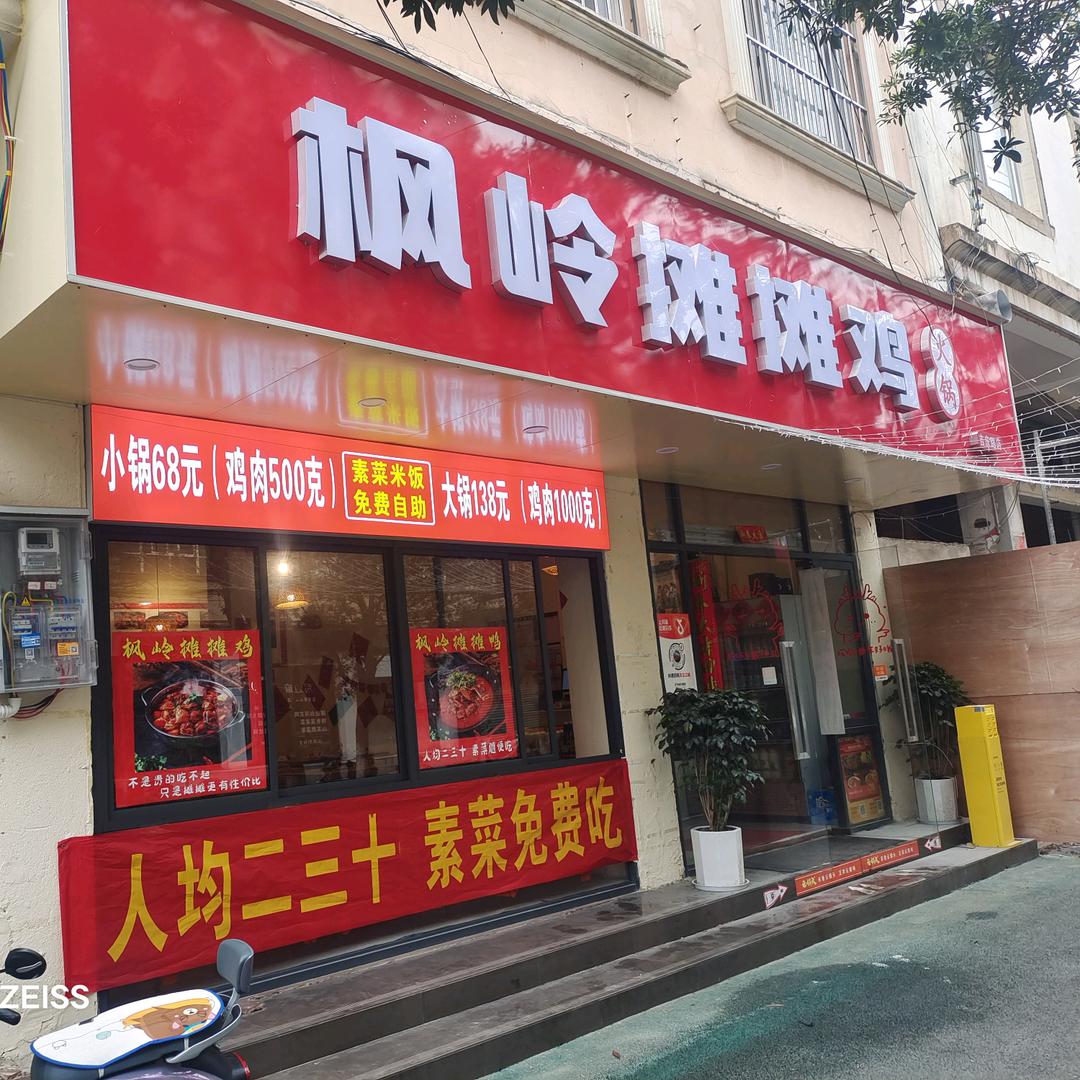 枫岭摊摊鸡
火锅
小锅68元（鸡肉500克）
素菜米饭
免费自助
大锅138元（鸡肉1000克）
枫岭摊摊鸡
不是贵的吃不起
只是摊摊更有性价比
枫岭摊摊鸡
人均二三十 素菜随便吃
人均二三十 素菜免费吃
ZEISS